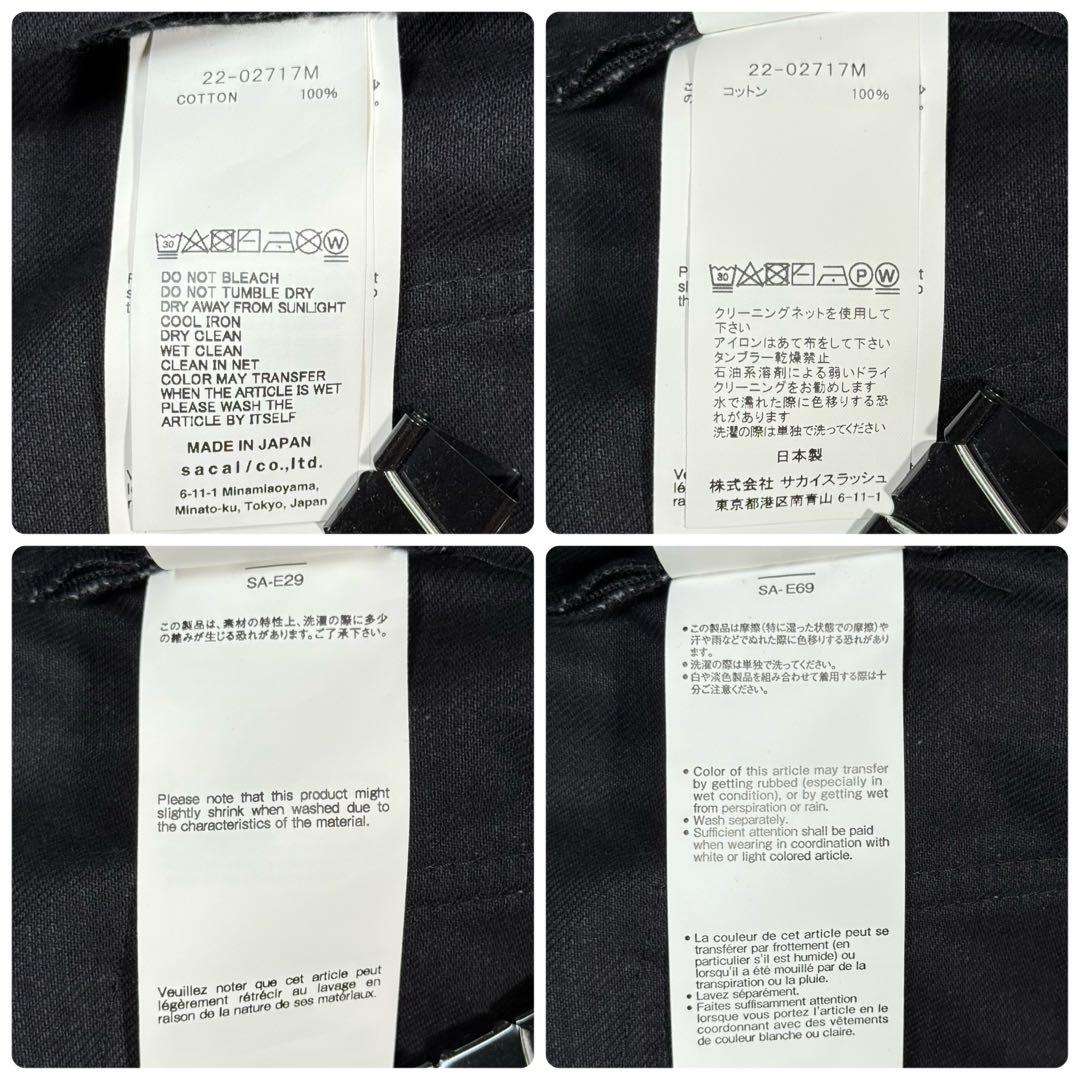 22-02717M
COTTON 100%
30 W
DO NOT BLEACH
DO NOT TUMBLE DRY
DRY AWAY FROM SUNLIGHT
COOL IRON
DRY CLEAN
WET CLEAN
CLEAN IN NET
COLOR MAY TRANSFER
WHEN THE ARTICLE IS WET
PLEASE WASH THE
ARTICLE BY ITSELF
MADE IN JAPAN
sacai/co.,ltd.
6-11-1 Minamiaoyama,
Minato-ku, Tokyo, Japan
22-02717M
コットン 100%
30 P W
クリーニングネットを使用して
下さい
アイロンはあて布をして下さい
タンブラー乾燥禁止
石油系溶剤による弱いドライ
クリーニングをお勧めします
水で濡れた際に色移りする恐
れがあります
洗濯の際は単独で洗ってください
日本製
株式会社 サカイスラッシュ
東京都港区南青山 6-11-1
SA-E29
この製品は、素材の特性上、洗濯の際に多少
の縮みが生じる恐れがあります。ご了承下さい。
Please note that this product might
slightly shrink when washed due to
the characteristics of the material.
Veuillez noter que cet article peut
légèrement rétrécir au lavage en
raison de la nature de ses matériaux.
SA-E69
•この製品は摩擦(特に湿った状態での摩擦)や
汗や雨などでぬれた際に色移りする恐れがあり
ます。
•洗濯の際は単独で洗ってください。
•白や淡色製品を組み合わせて着用する際は十
分ご注意ください。
• Color of this article may transfer
by getting rubbed (especially in
wet condition), or by getting wet
from perspiration or rain.
• Wash separately.
• Sufficient attention shall be paid
when wearing in coordination with
white or light colored article.
• La couleur de cet article peut se
transférer par frottement (en
particulier s'il est humide) ou
lorsqu'il a été mouillé par de la
transpiration ou la pluie.
• Lavez séparément.
• Faites suffisamment attention
lorsque vous portez l'article en le
coordonnant avec des vêtements
de couleur blanche ou claire.